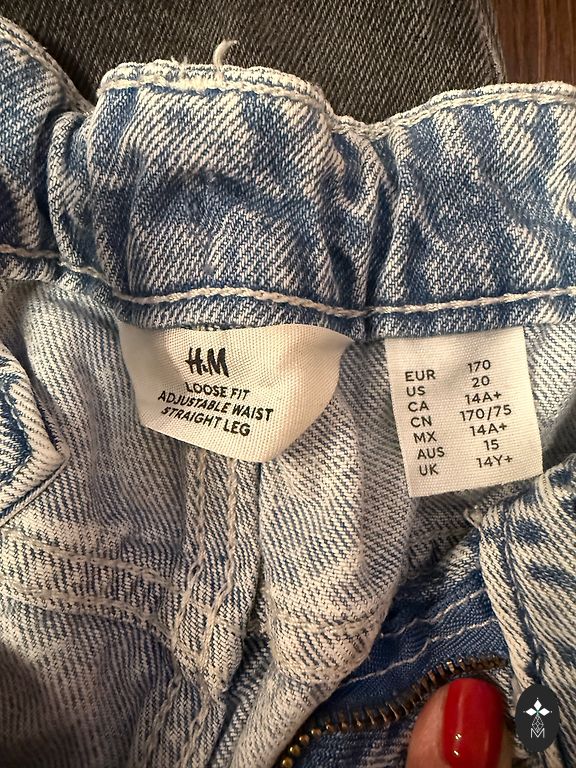 H&M
LOOSE FIT
ADJUSTABLE WAIST
STRAIGHT LEG
EUR 170
US 20
CA 14A+
CN 170/75
MX 14A+
AUS 15
UK 14Y+
M